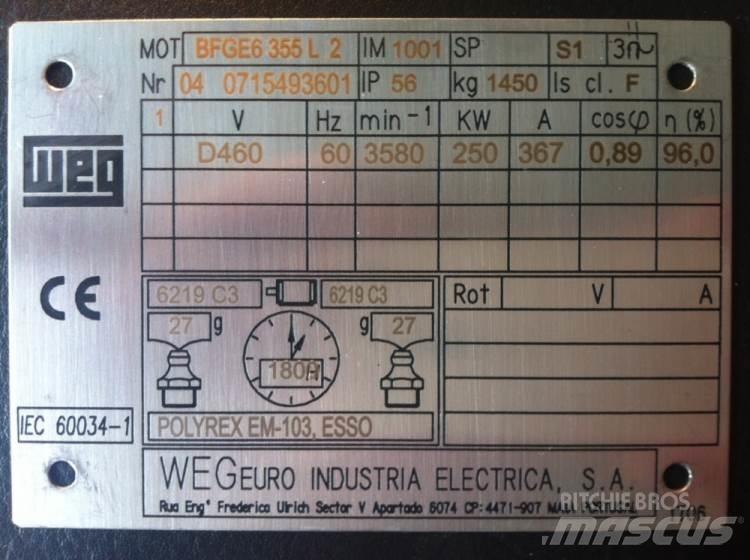 MOT BFGE6 355 L 2 IM 1001 SP S1 3~
Nr 04 0715493601 IP 56 kg 1450 Is cl. F
1 V Hz min-1 KW A cosφ η (%)
D460 60 3580 250 367 0,89 96,0
weg
CE
6219 C3 6219 C3 Rot V A
27 g g 27
1800 H
POLYREX EM-103, ESSO
IEC 60034-1
WEGEURO INDUSTRIA ELECTRICA, S.A.
Rua Engº Frederico Ulrich Sector V Apartado 6074 CP:4471-907
RITCHIE BROS
MASCUS